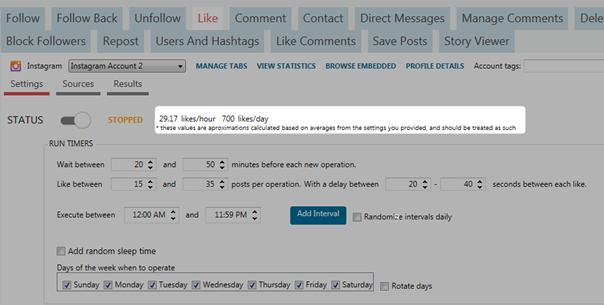 Follow Follow Back Unfollow Like Comment Contact Direct Messages Manage Comments Dele
Block Followers Repost Users And Hashtags Like Comments Save Posts Story Viewer
Instagram Instagram Account 2 MANAGE TABS VIEW STATISTICS BROWSE EMBEDDED PROFILE DETAILS Account tags:
Settings Sources Results
STATUS STOPPED 29.17 likes/hour 700 likes/day
* these values are aproximations calculated based on averages from the settings you provided, and should be treated as such
RUN TIMERS
Wait between 20 and 50 minutes before each new operation.
Like between 15 and 35 posts per operation. With a delay between 20 - 40 seconds between each like.
Execute between 12:00 AM and 11:59 PM Add Interval Randomize intervals daily
Add random sleep time
Days of the week when to operate
Sunday Monday Tuesday Wednesday Thursday Friday Saturday Rotate days